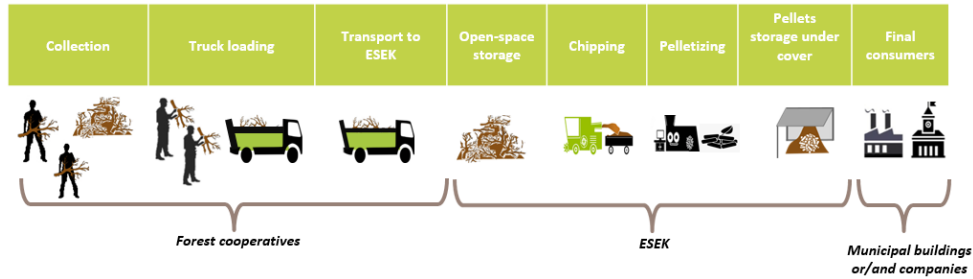 Collection
Truck loading
Transport to
ESEK
Open-space
storage
Chipping
Pelletizing
Pellets
storage under
cover
Final
consumers
Forest cooperatives
ESEK
Municipal buildings
or/and companies